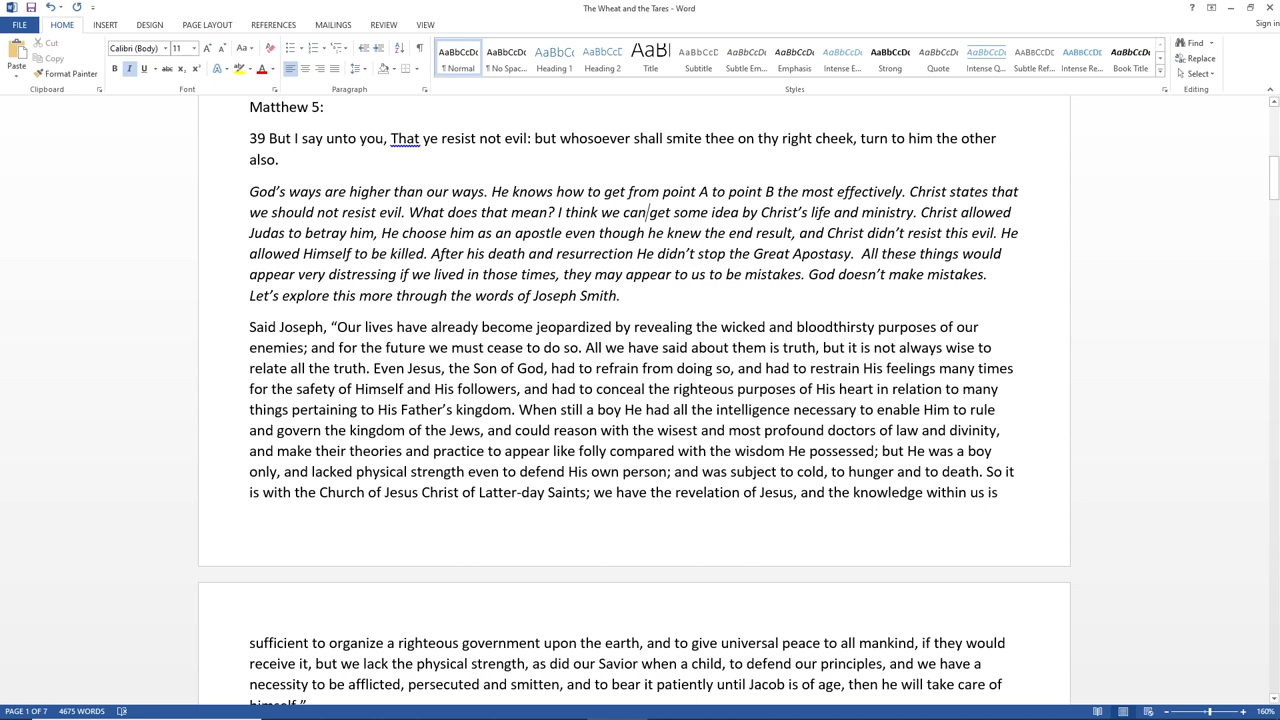 The Wheat and the Tares - Word
Sign in
FILE HOME INSERT DESIGN PAGE LAYOUT REFERENCES MAILINGS REVIEW VIEW
Paste
Cut
Copy
Format Painter
Clipboard
Calibri (Body) 11
Font
Paragraph
AaBbCcDc AaBbCcDc AaBbCc AaBbCcC AaBl AaBbCcC AaBbCcDc AaBbCcDc AaBbCcDc AaBbCcDc AaBbCcDc AaBbCcDc AaBbCcDc AaBbCcDc AaBbCcDc
¶ Normal ¶ No Spac... Heading 1 Heading 2 Title Subtitle Subtle Em... Emphasis Intense E... Strong Quote Intense Q... Subtle Ref... Intense Re... Book Title
Styles
Find
Replace
Select
Editing
Matthew 5:
39 But I say unto you, That ye resist not evil: but whosoever shall smite thee on thy right cheek, turn to him the other
also.
God’s ways are higher than our ways. He knows how to get from point A to point B the most effectively. Christ states that
we should not resist evil. What does that mean? I think we can get some idea by Christ’s life and ministry. Christ allowed
Judas to betray him, He choose him as an apostle even though he knew the end result, and Christ didn’t resist this evil. He
allowed Himself to be killed. After his death and resurrection He didn’t stop the Great Apostasy.  All these things would
appear very distressing if we lived in those times, they may appear to us to be mistakes. God doesn’t make mistakes.
Let’s explore this more through the words of Joseph Smith.
Said Joseph, “Our lives have already become jeopardized by revealing the wicked and bloodthirsty purposes of our
enemies; and for the future we must cease to do so. All we have said about them is truth, but it is not always wise to
relate all the truth. Even Jesus, the Son of God, had to refrain from doing so, and had to restrain His feelings many times
for the safety of Himself and His followers, and had to conceal the righteous purposes of His heart in relation to many
things pertaining to His Father’s kingdom. When still a boy He had all the intelligence necessary to enable Him to rule
and govern the kingdom of the Jews, and could reason with the wisest and most profound doctors of law and divinity,
and make their theories and practice to appear like folly compared with the wisdom He possessed; but He was a boy
only, and lacked physical strength even to defend His own person; and was subject to cold, to hunger and to death. So it
is with the Church of Jesus Christ of Latter-day Saints; we have the revelation of Jesus, and the knowledge within us is
sufficient to organize a righteous government upon the earth, and to give universal peace to all mankind, if they would
receive it, but we lack the physical strength, as did our Savior when a child, to defend our principles, and we have a
necessity to be afflicted, persecuted and smitten, and to bear it patiently until Jacob is of age, then he will take care of
himself.”
PAGE 1 OF 7 4675 WORDS
160%